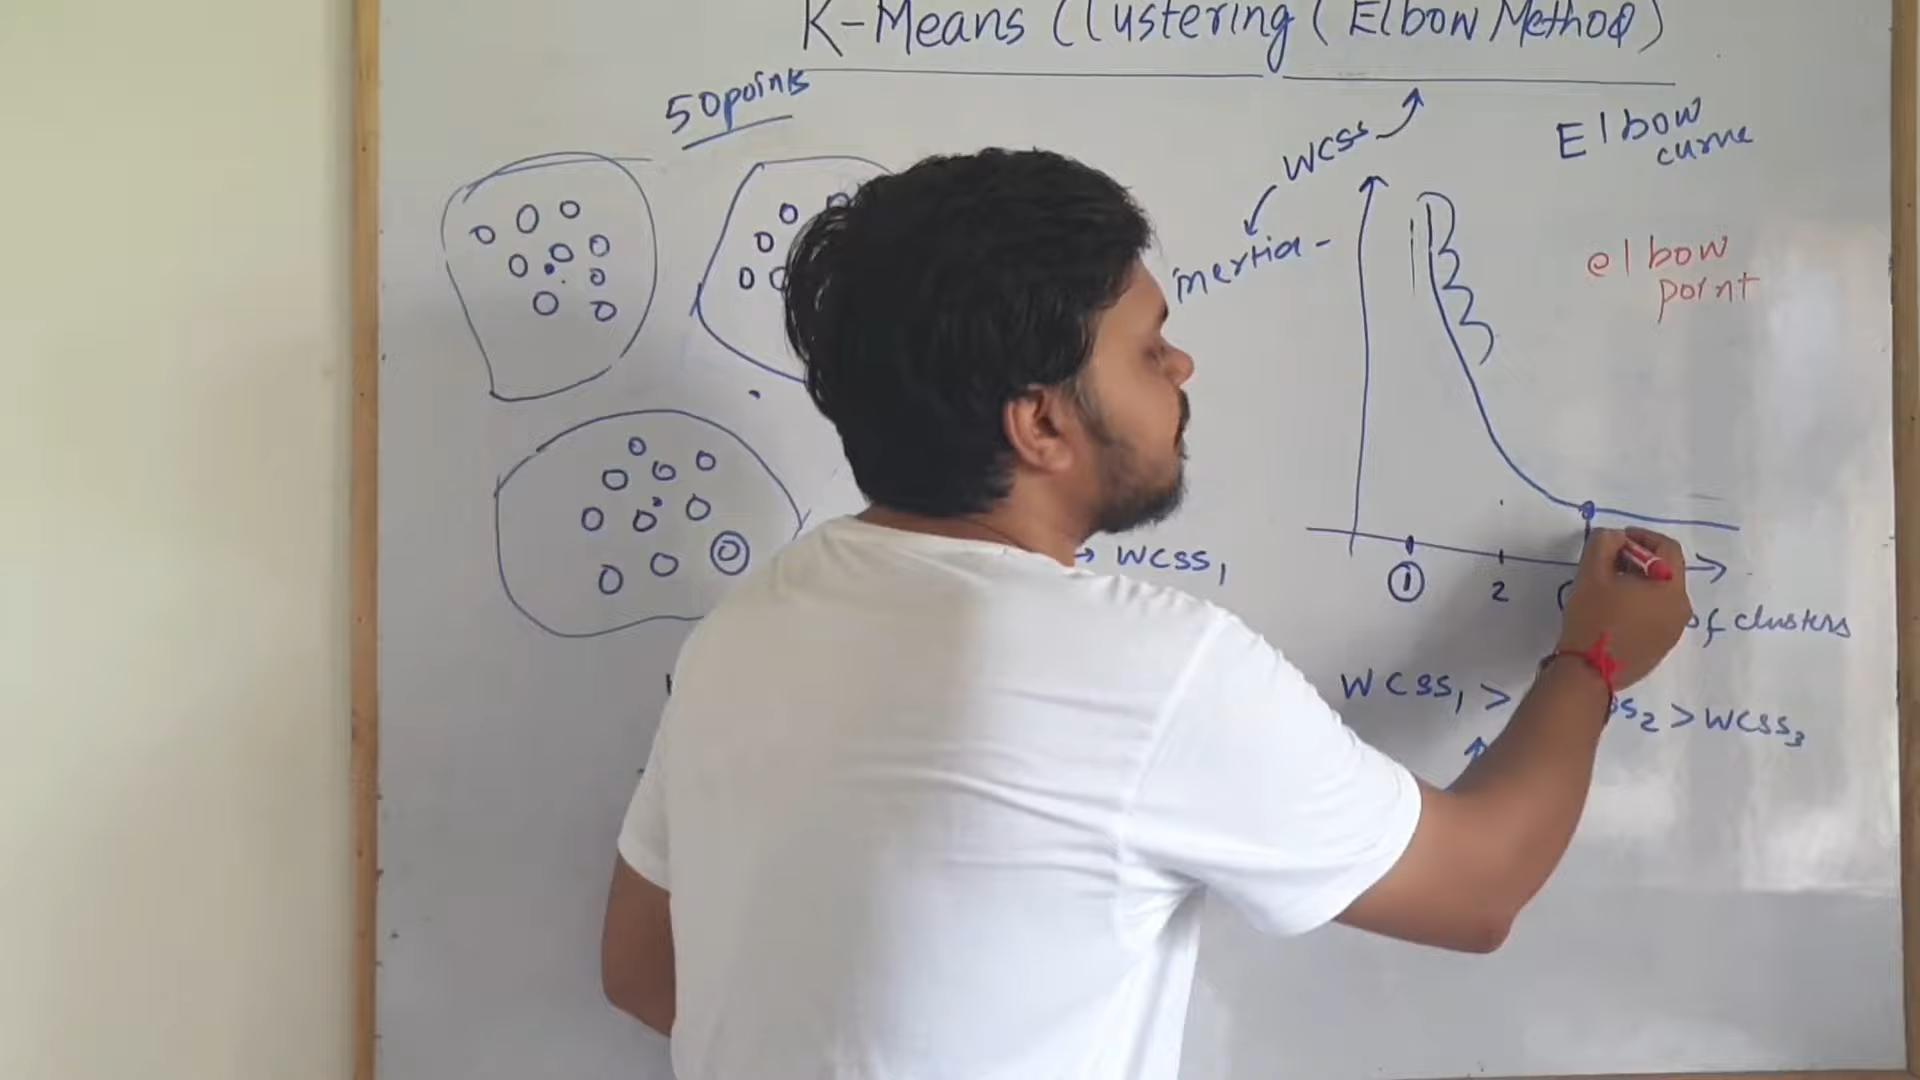 K-Means Clustering (Elbow Method)
50points
WCSS
Elbow
curve
inertia -
elbow
point
→ WCSS₁
1 2
of clusters
WCSS₁ > SS₂ > WCSS₃